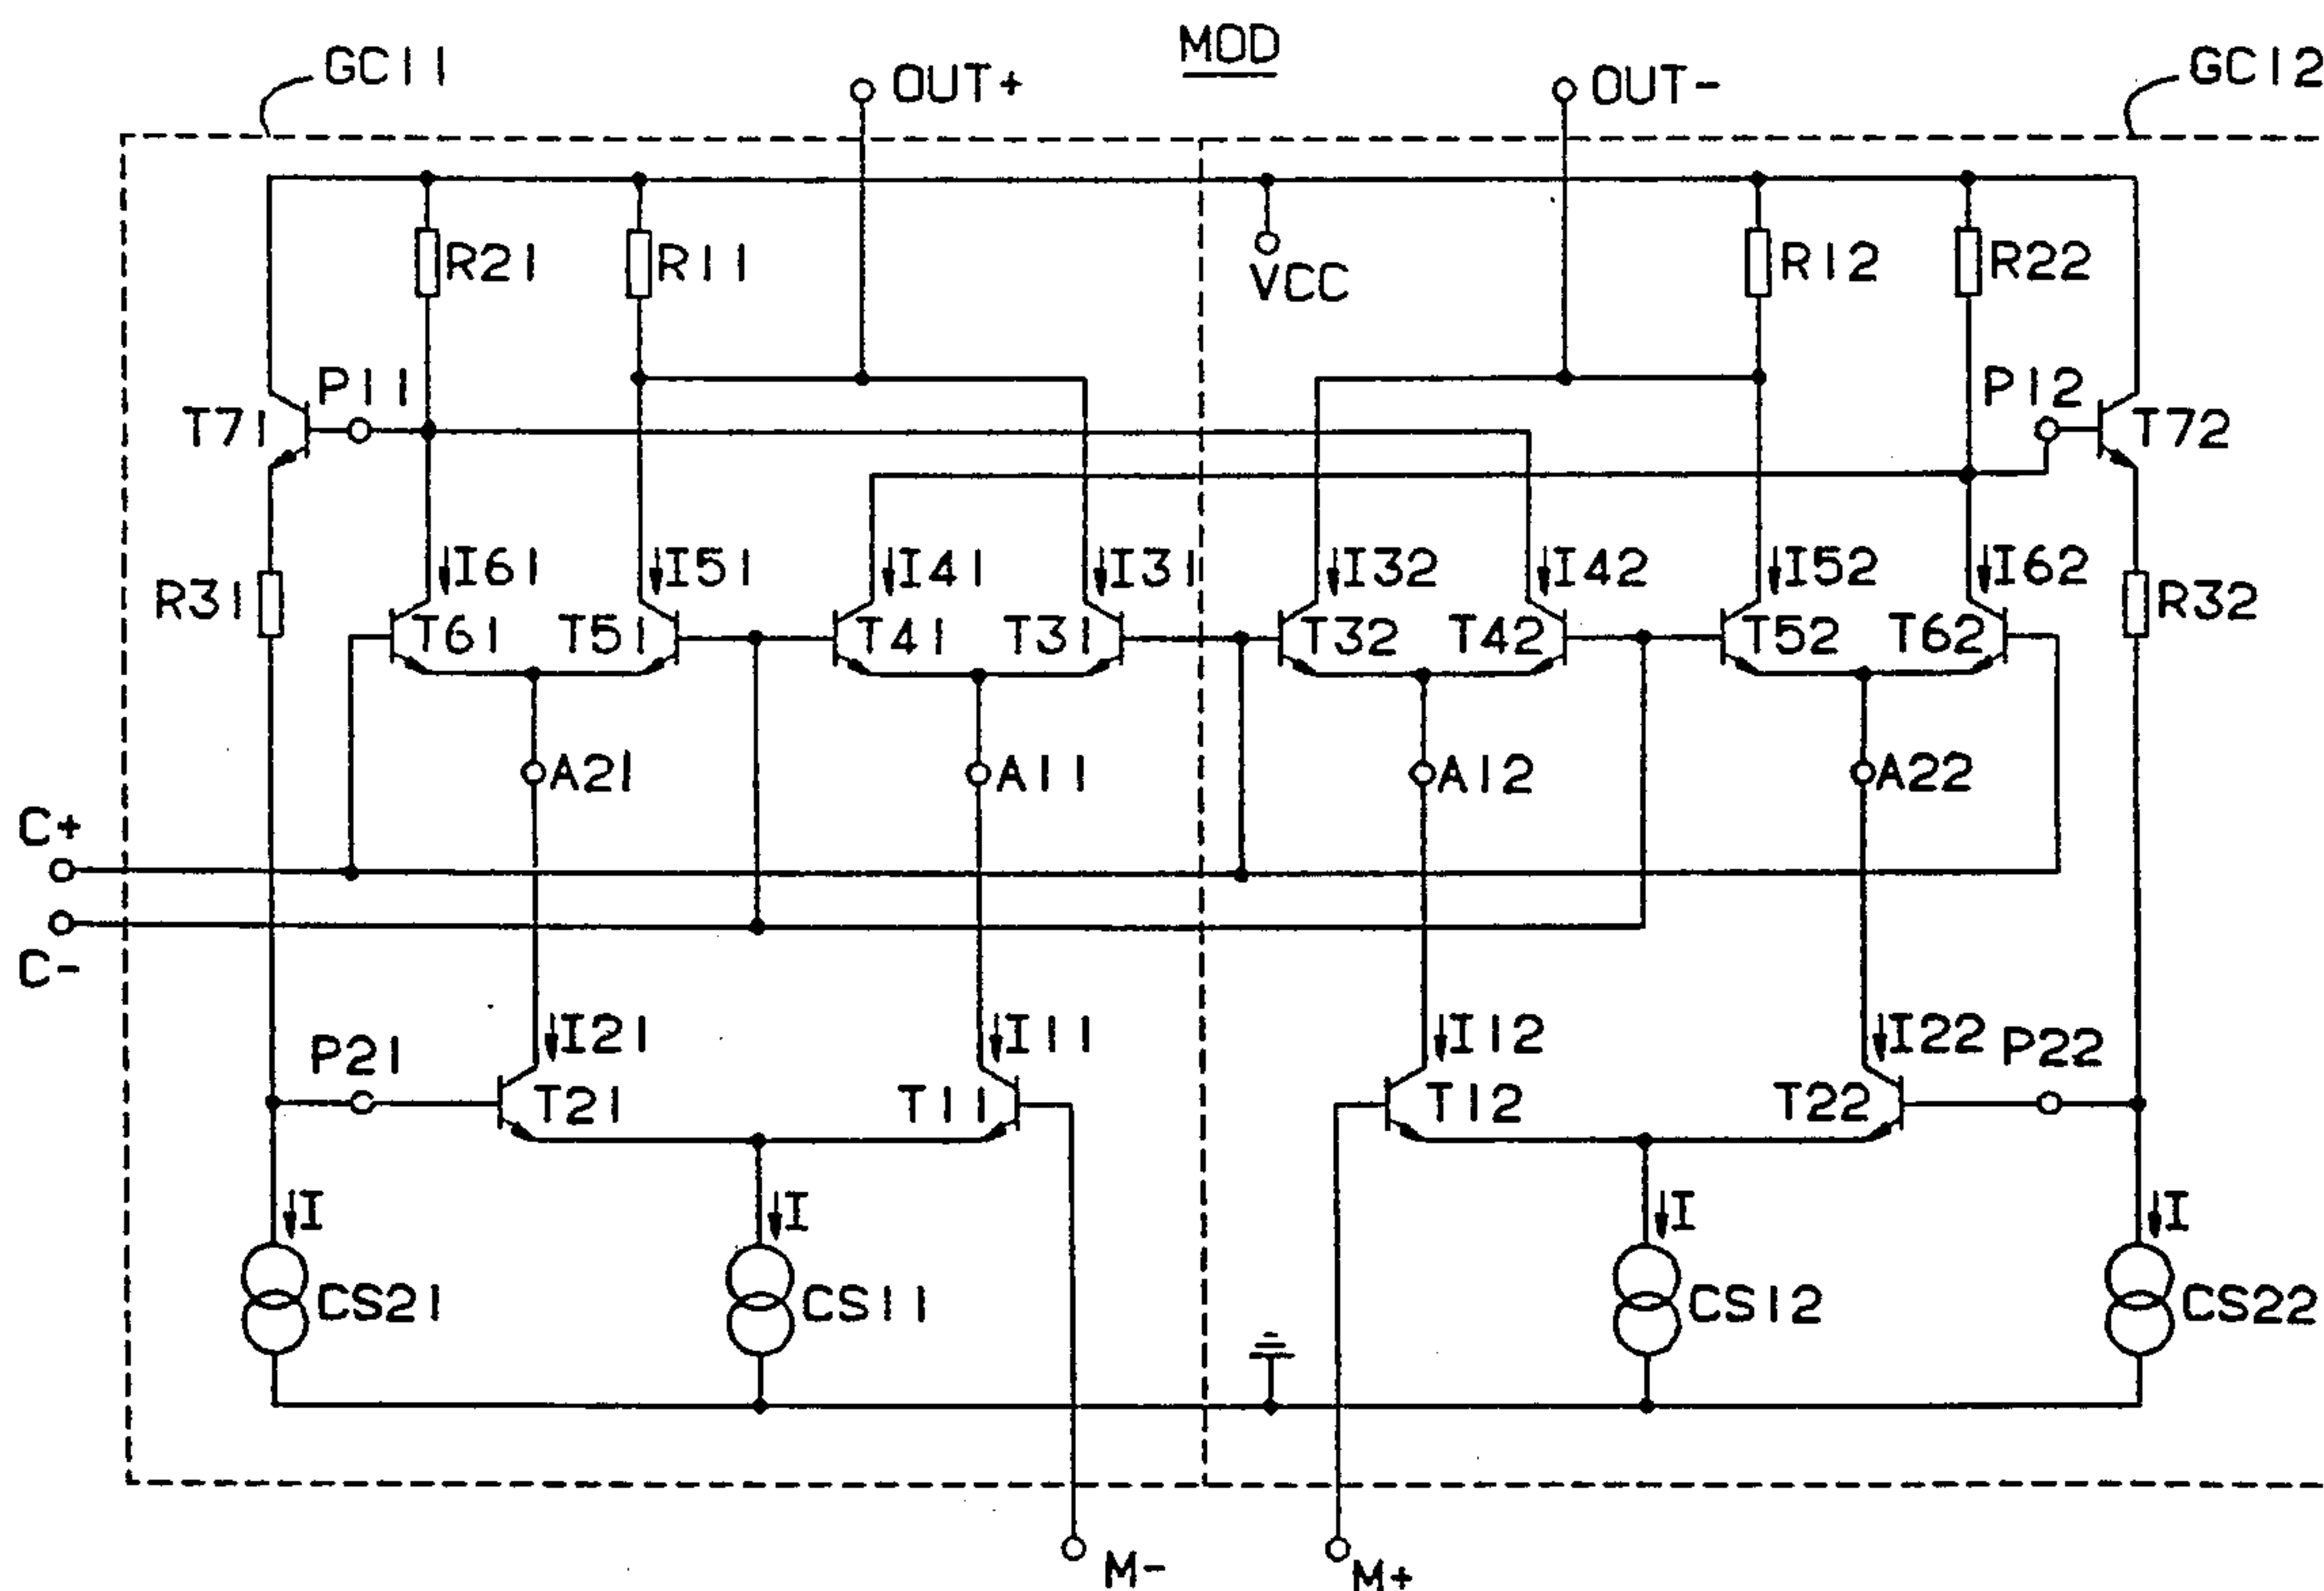 MOD
GC11
OUT+
OUT-
GC12
R21
R11
VCC
R12
R22
P11
P12
T71
T72
I61
I51
I41
I31
I32
I42
I52
I62
R31
R32
T61
T51
T41
T31
T32
T42
T52
T62
A21
A11
A12
A22
C+
C-
P21
I21
I11
I12
I22
P22
T21
T11
T12
T22
I
I
I
I
CS21
CS11
CS12
CS22
M-
M+